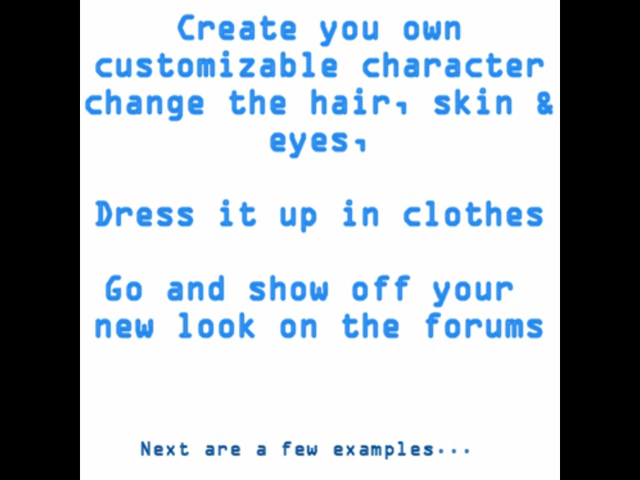 Create you own
customizable character
change the hair, skin &
eyes,
Dress it up in clothes
Go and show off your
new look on the forums
Next are a few examples...